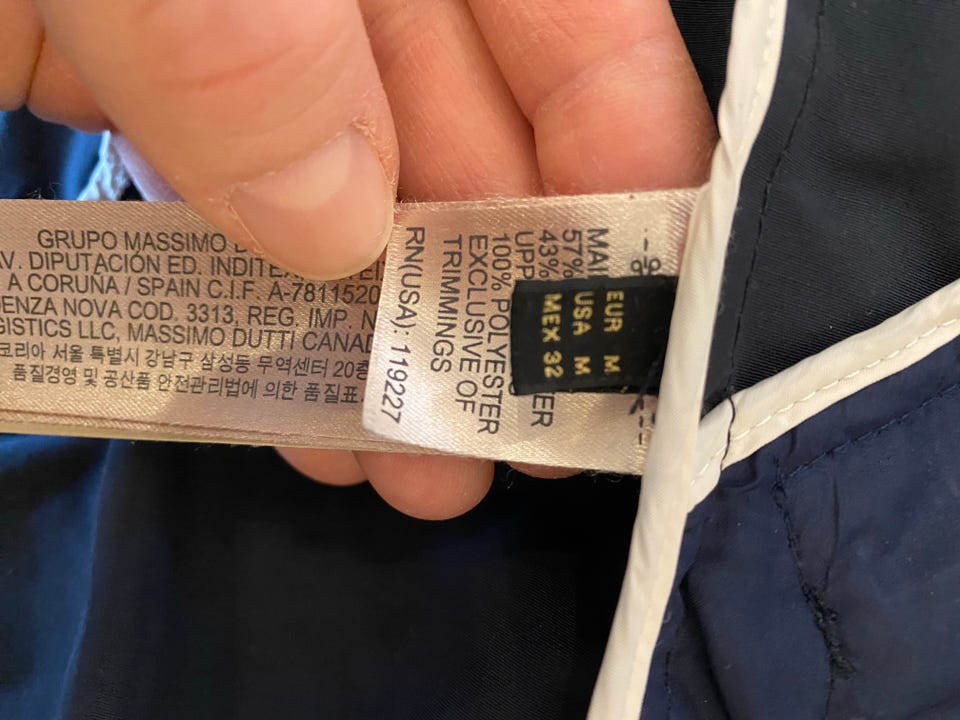 GRUPO MASSIMO
AV. DIPUTACIÓN ED.
A CORUÑA / SPAIN C.I.F. A-7811520
DENZA NOVA COD. 3313, REG. IMP. N
GISTICS LLC, MASSIMO DUTTI CANAD
코리아 서울 특별시 강남구 삼성동 무역센터 20층
품질경영 및 공산품 안전관리법에 의한 품질표
57%
43%
100% POLYESTER
EXCLUSIVE OF
TRIMMINGS
RN(USA): 119227
EUR M
USA M
MEX 32